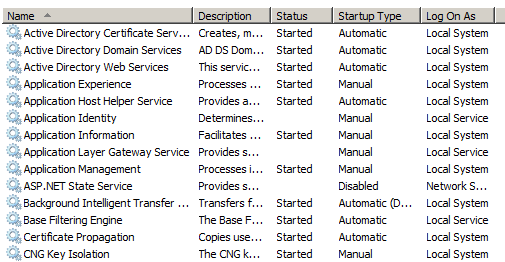 Name Description Status Startup Type Log On As
Active Directory Certificate Serv... Creates, m... Started Automatic Local System
Active Directory Domain Services AD DS Dom... Started Automatic Local System
Active Directory Web Services This servic... Started Automatic Local System
Application Experience Processes ... Started Manual Local System
Application Host Helper Service Provides a... Started Automatic Local System
Application Identity Determines... Manual Local Service
Application Information Facilitates ... Started Manual Local System
Application Layer Gateway Service Provides s... Manual Local Service
Application Management Processes i... Started Manual Local System
ASP.NET State Service Provides s... Disabled Network S...
Background Intelligent Transfer ... Transfers f... Started Automatic (D... Local System
Base Filtering Engine The Base F... Started Automatic Local Service
Certificate Propagation Copies use... Started Automatic Local System
CNG Key Isolation The CNG k... Started Manual Local System